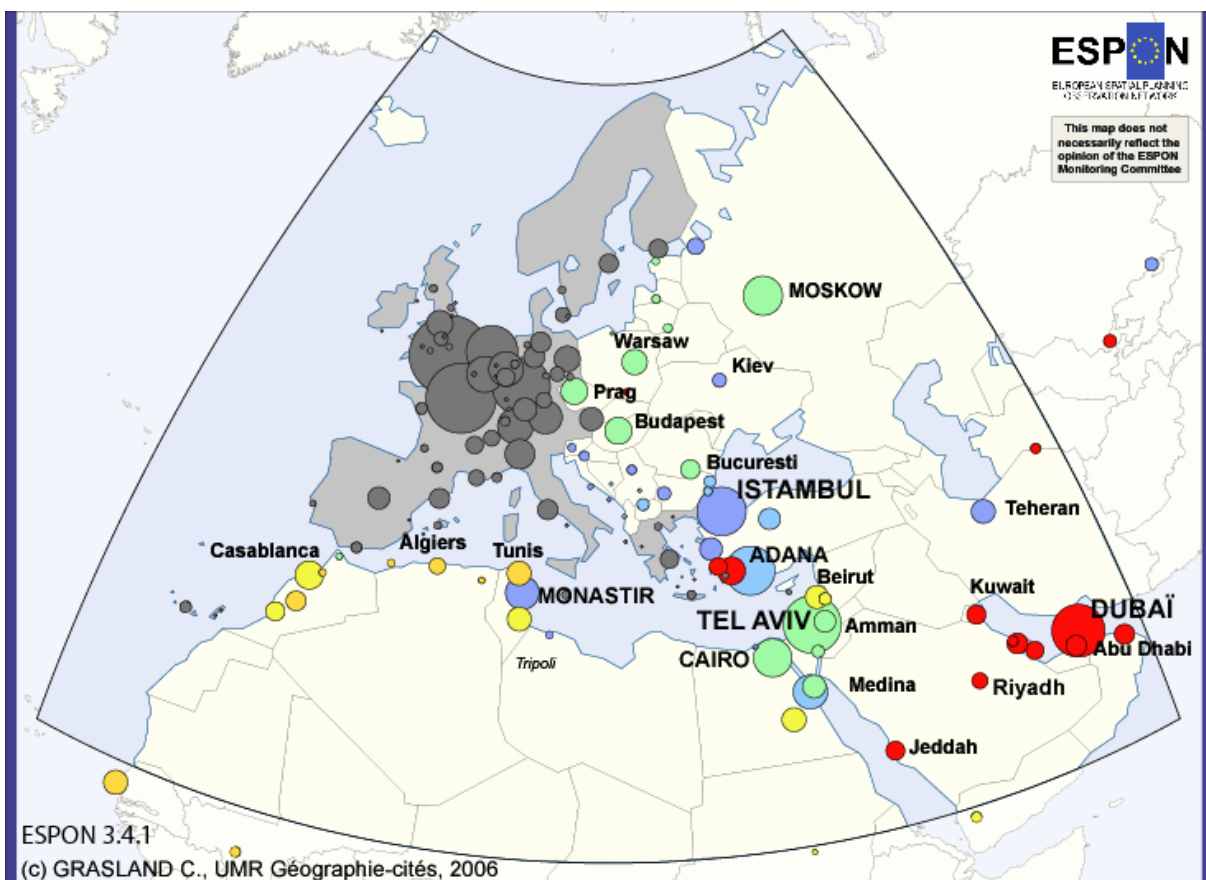 ESPON
EUROPEAN SPATIAL PLANNING
OBSERVATION NETWORK
This map does not
necessarily reflect the
opinion of the ESPON
Monitoring Committee
MOSKOW
Warsaw
Kiev
Prag
Budapest
Bucuresti
ISTAMBUL
Teheran
Casablanca
Algiers
Tunis
ADANA
Beirut
Kuwait
MONASTIR
DUBAÏ
TEL AVIV
Amman
Abu Dhabi
CAIRO
Tripoli
Medina
Riyadh
Jeddah
ESPON 3.4.1
(c) GRASLAND C., UMR Géographie-cités, 2006